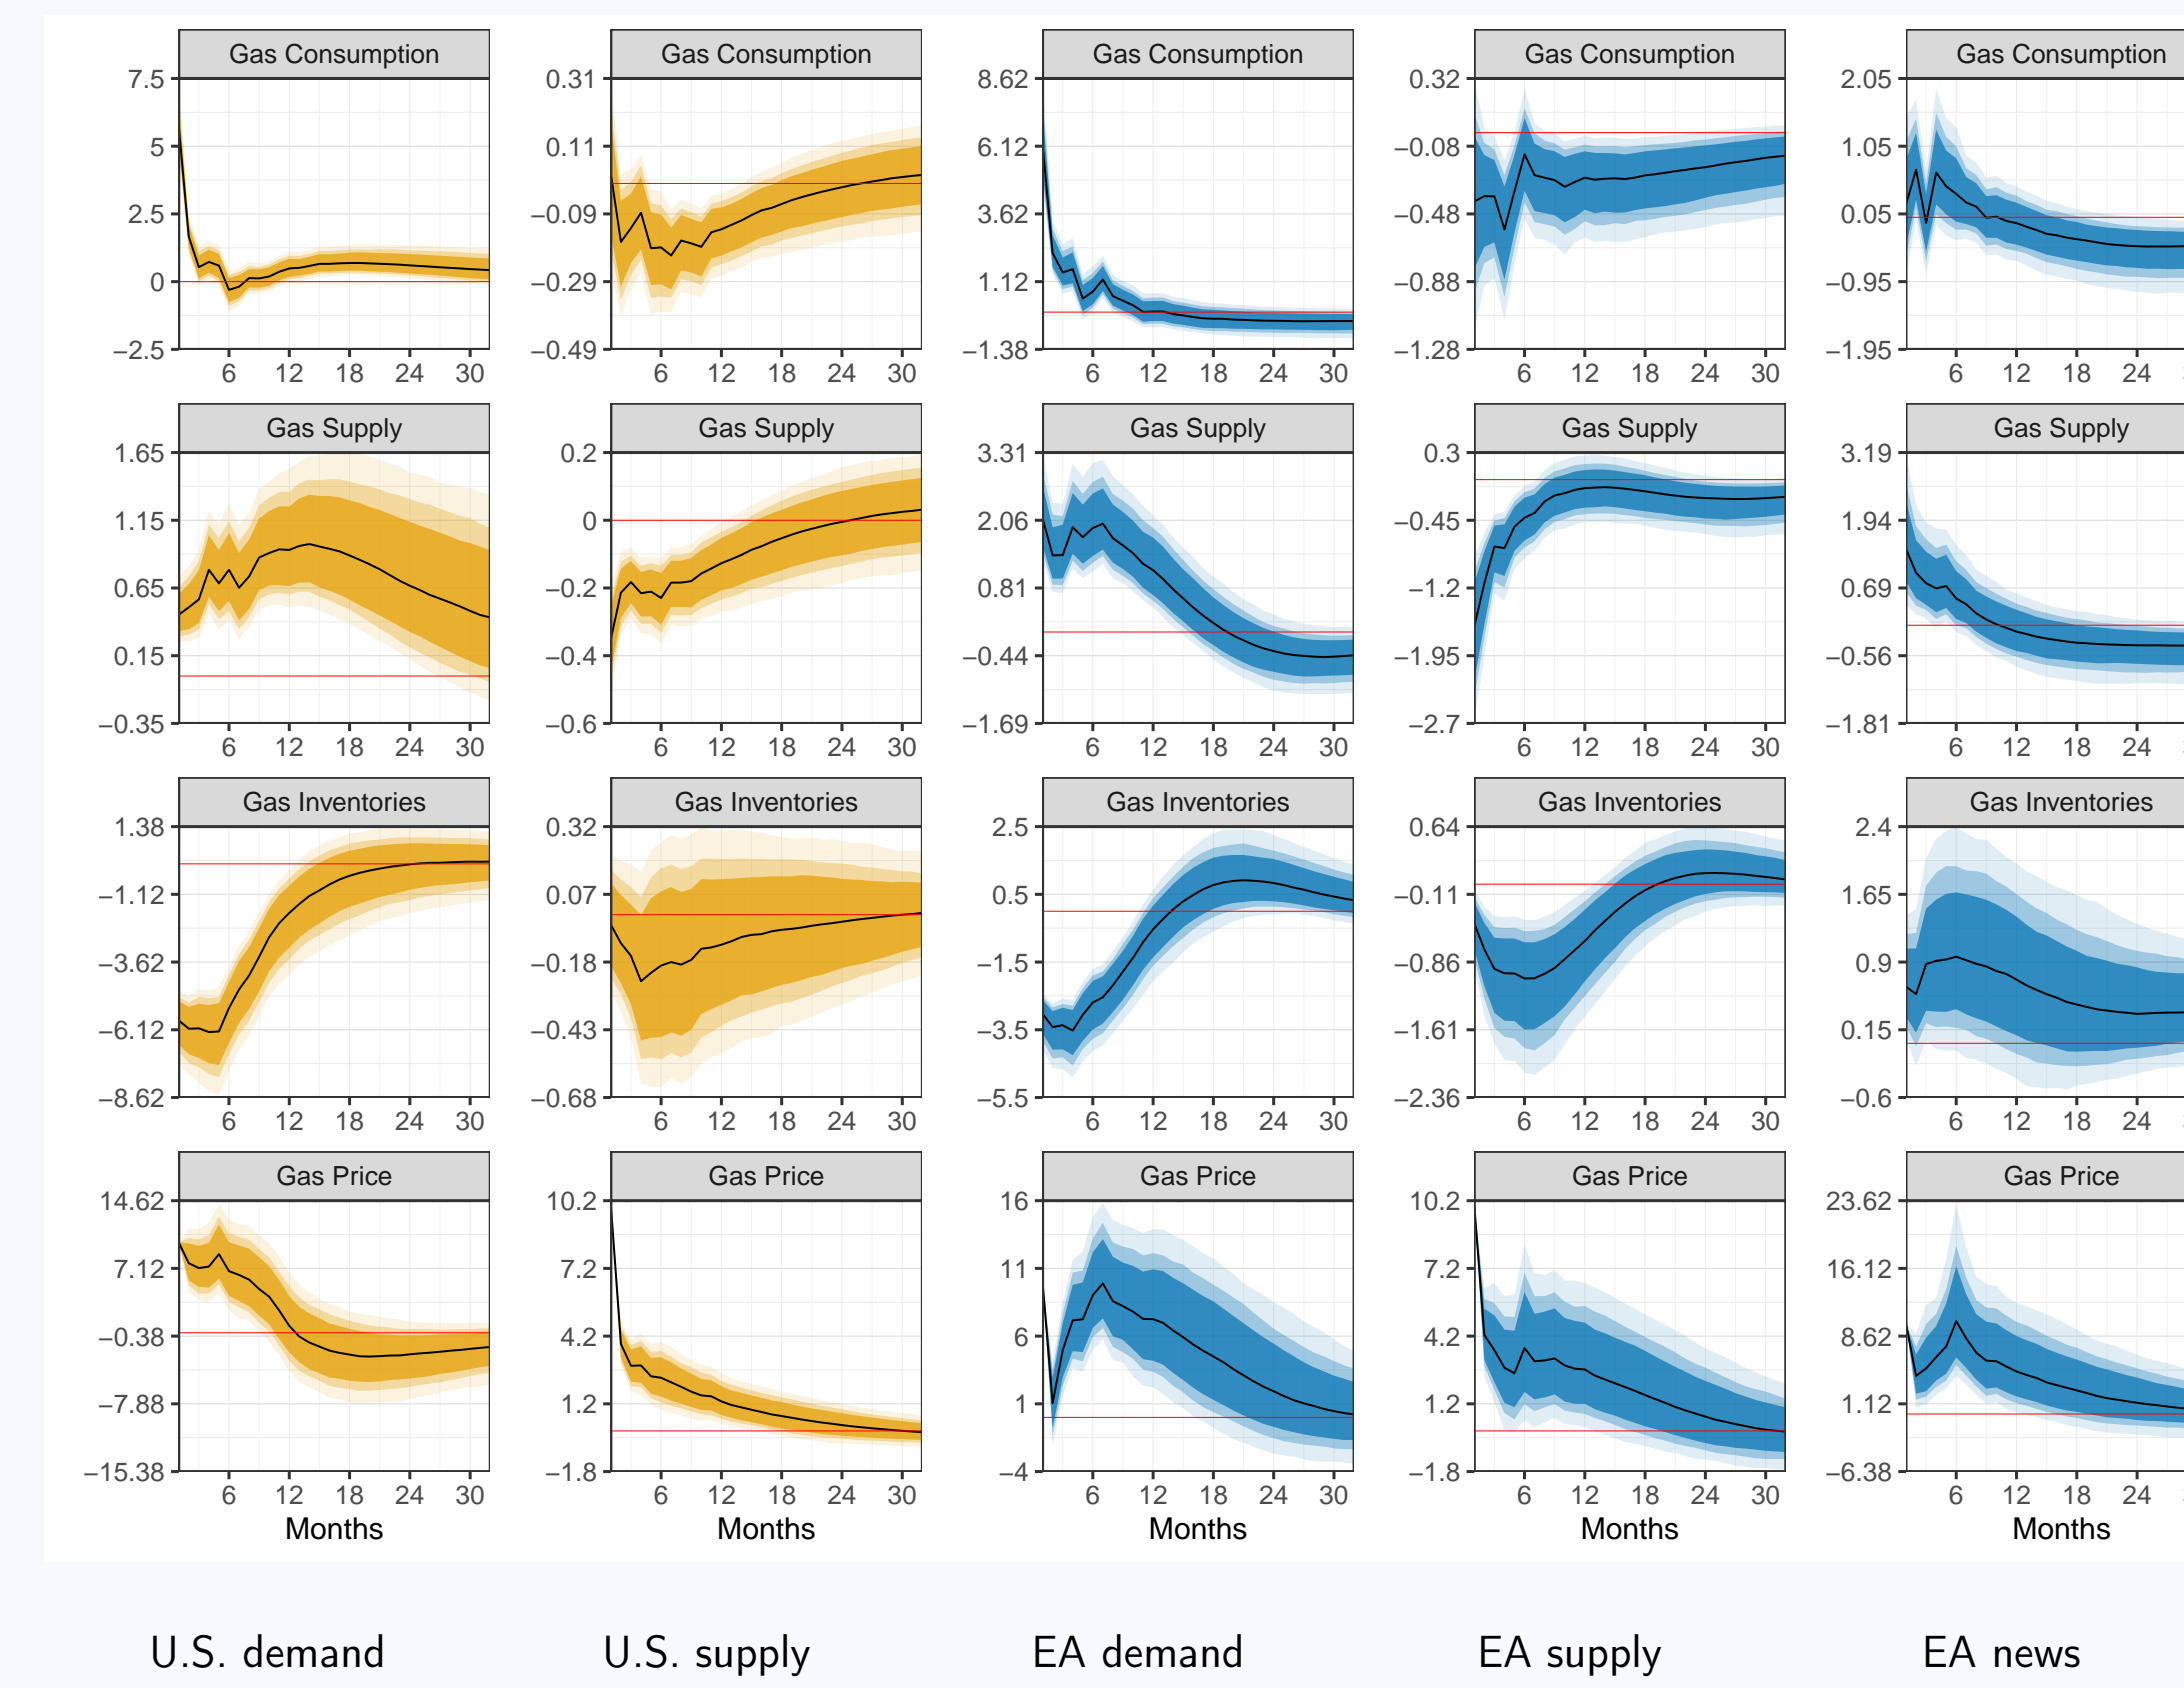 Gas Consumption Gas Consumption Gas Consumption Gas Consumption Gas Consumption
7.5 0.31 8.62 0.32 2.05
5 0.11 6.12 −0.08 1.05
2.5 −0.09 3.62 −0.48 0.05
0 −0.29 1.12 −0.88 −0.95
−2.5 −0.49 −1.38 −1.28 −1.95
6 12 18 24 30 6 12 18 24 30 6 12 18 24 30 6 12 18 24 30 6 12 18 24
Gas Supply Gas Supply Gas Supply Gas Supply Gas Supply
1.65 0.2 3.31 0.3 3.19
1.15 0 2.06 −0.45 1.94
0.65 −0.2 0.81 −1.2 0.69
0.15 −0.4 −0.44 −1.95 −0.56
−0.35 −0.6 −1.69 −2.7 −1.81
6 12 18 24 30 6 12 18 24 30 6 12 18 24 30 6 12 18 24 30 6 12 18 24
Gas Inventories Gas Inventories Gas Inventories Gas Inventories Gas Inventories
1.38 0.32 2.5 0.64 2.4
−1.12 0.07 0.5 −0.11 1.65
−3.62 −0.18 −1.5 −0.86 0.9
−6.12 −0.43 −3.5 −1.61 0.15
−8.62 −0.68 −5.5 −2.36 −0.6
6 12 18 24 30 6 12 18 24 30 6 12 18 24 30 6 12 18 24 30 6 12 18 24
Gas Price Gas Price Gas Price Gas Price Gas Price
14.62 10.2 16 10.2 23.62
7.12 7.2 11 7.2 16.12
−0.38 4.2 6 4.2 8.62
−7.88 1.2 1 1.2 1.12
−15.38 −1.8 −4 −1.8 −6.38
6 12 18 24 30 6 12 18 24 30 6 12 18 24 30 6 12 18 24 30 6 12 18 24
Months Months Months Months Months
U.S. demand U.S. supply EA demand EA supply EA news